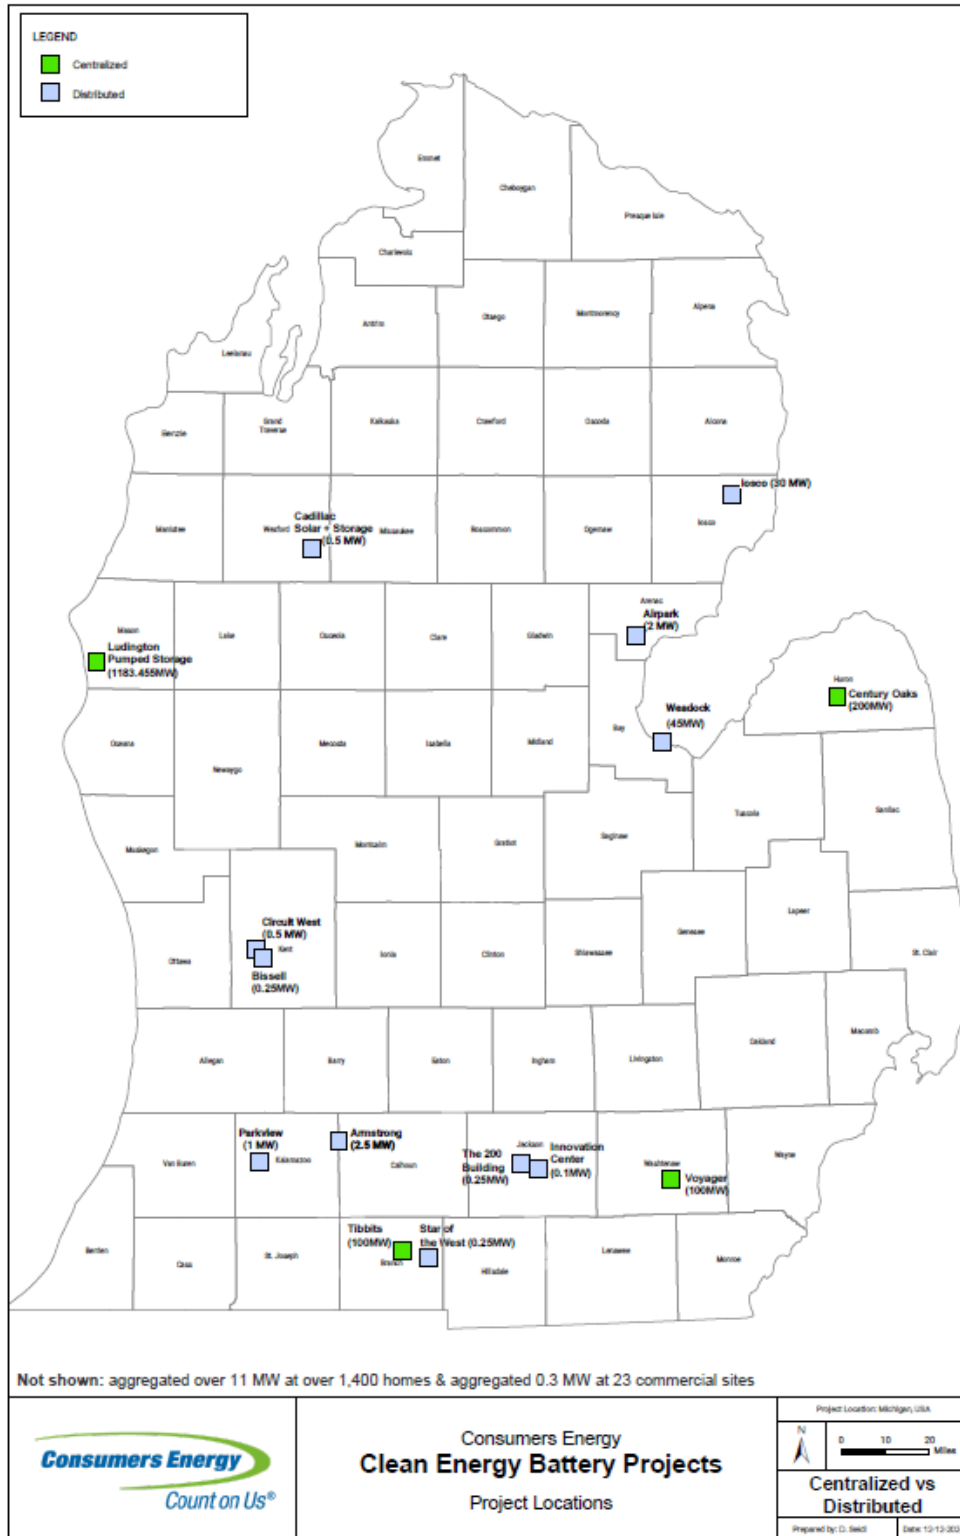 LEGEND
Centralized
Distributed
Emmet
Cheboygan
Presque Isle
Charlevoix
Antrim
Otsego
Montmorency
Alpena
Leelanau
Benzie
Grand
Traverse
Kalkaska
Crawford
Oscoda
Alcona
Iosco (30 MW)
Manistee
Wexford
Cadillac
Solar + Storage
(0.5 MW)
Missaukee
Roscommon
Ogemaw
Iosco
Mason
Ludington
Pumped Storage
(1183.455MW)
Lake
Osceola
Clare
Gladwin
Arenac
Airpark
(2 MW)
Huron
Century Oaks
(200MW)
Weadock
(45MW)
Bay
Oceana
Newaygo
Mecosta
Isabella
Midland
Tuscola
Sanilac
Muskegon
Montcalm
Gratiot
Saginaw
Lapeer
Genesee
St. Clair
Circuit West
(0.5 MW)
Kent
Bissell
(0.25MW)
Ottawa
Ionia
Clinton
Shiawassee
Allegan
Barry
Eaton
Ingham
Livingston
Oakland
Macomb
Parkview
(1 MW)
Kalamazoo
Armstrong
(2.5 MW)
Calhoun
Van Buren
Jackson
The 200
Building
(0.25MW)
Innovation
Center
(0.1MW)
Washtenaw
Voyager
(100MW)
Wayne
Tibbits
(100MW)
Star of
the West (0.25MW)
Berrien
Cass
St. Joseph
Branch
Hillsdale
Lenawee
Monroe
Not shown: aggregated over 11 MW at over 1,400 homes & aggregated 0.3 MW at 23 commercial sites
Consumers Energy
Count on Us®
Consumers Energy
Clean Energy Battery Projects
Project Locations
Project Location: Michigan, USA
N
0 10 20
Miles
Centralized vs
Distributed
Prepared by: D.
Date: 12-12-202